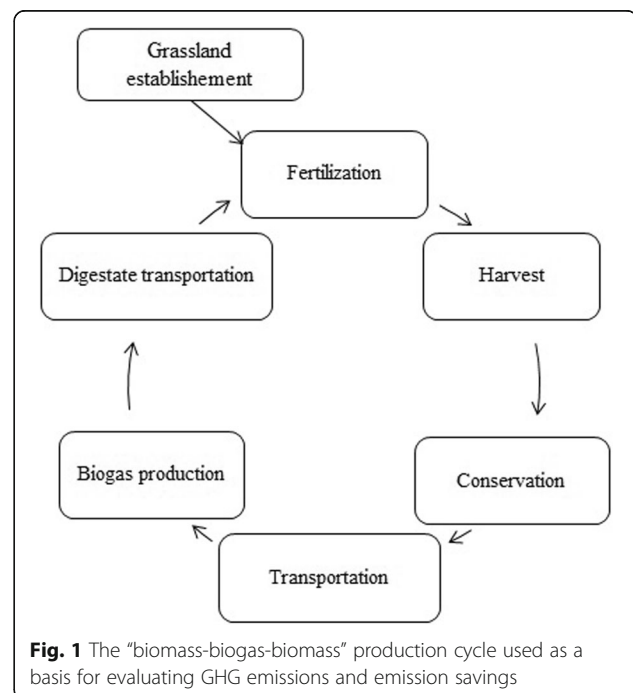 Grassland
establishement
Fertilization
Digestate transportation
Harvest
Biogas production
Conservation
Transportation
Fig. 1 The “biomass-biogas-biomass” production cycle used as a
basis for evaluating GHG emissions and emission savings